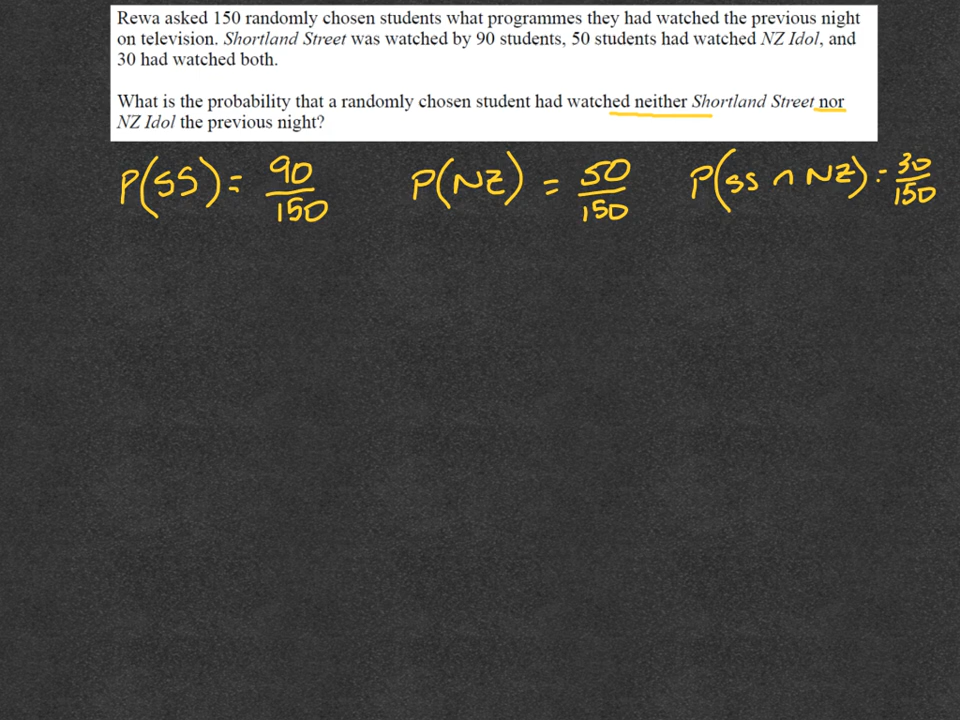 Rewa asked 150 randomly chosen students what programmes they had watched the previous night
on television. Shortland Street was watched by 90 students, 50 students had watched NZ Idol, and
30 had watched both.
What is the probability that a randomly chosen student had watched neither Shortland Street nor
NZ Idol the previous night?
P(SS) = 90/150 P(NZ) = 50/150 P(SS ∩ NZ) = 30/150